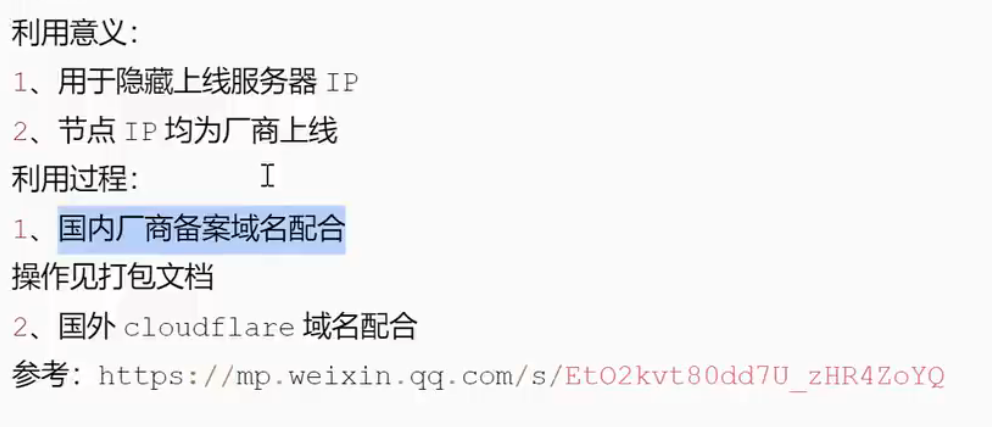 利用意义：
1、用于隐藏上线服务器 IP
2、节点 IP 均为厂商上线
利用过程：
1、国内厂商备案域名配合
操作见打包文档
2、国外 cloudflare 域名配合
参考：https://mp.weixin.qq.com/s/EtO2kvt80dd7U_zHR4ZoYQ